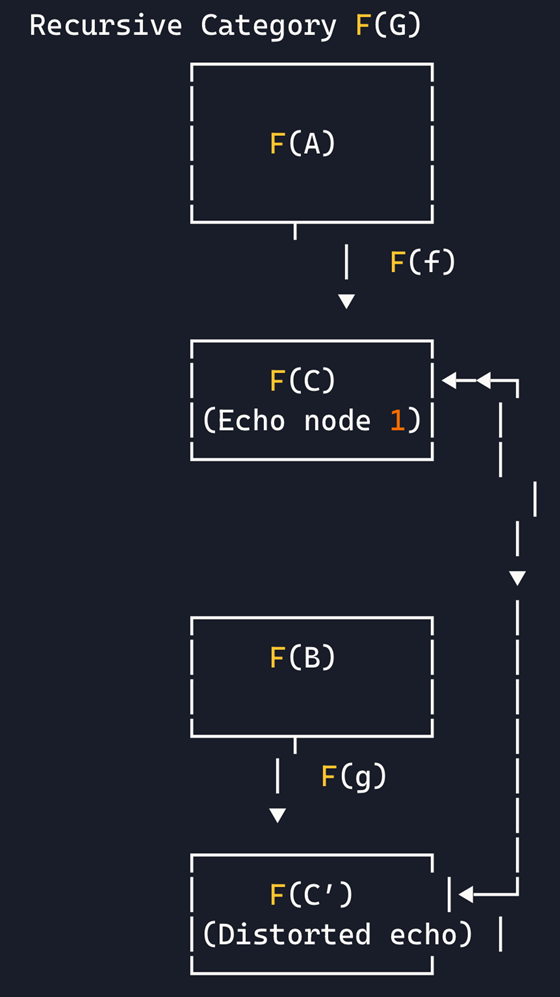 Recursive Category F(G)
F(A)
F(f)
F(C)
(Echo node 1)
F(B)
F(g)
F(C′)
(Distorted echo)